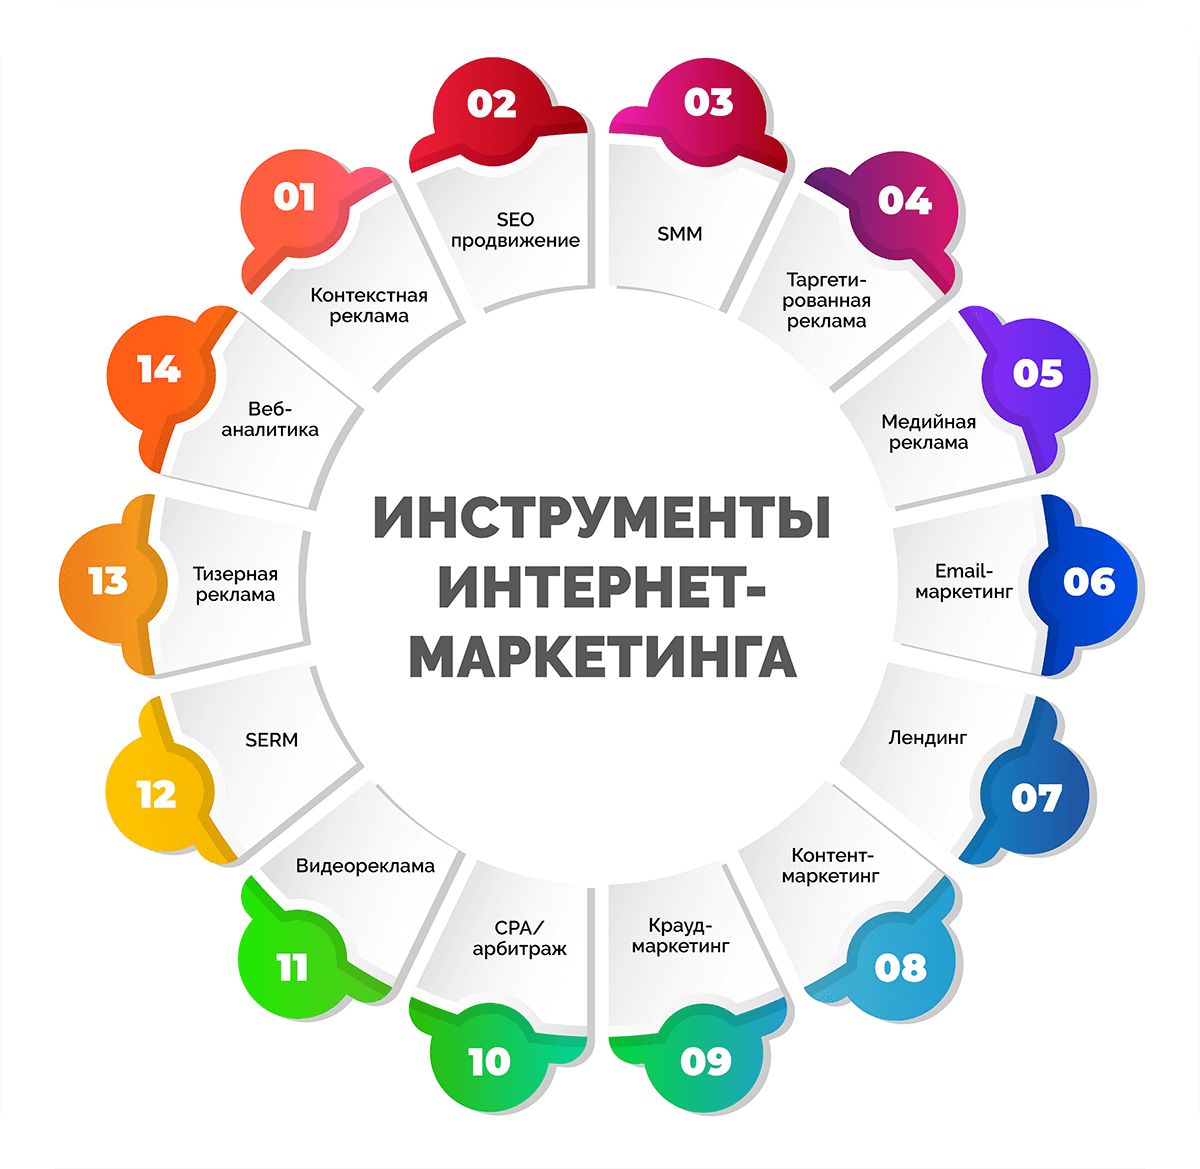 ИНСТРУМЕНТЫ
ИНТЕРНЕТ-
МАРКЕТИНГА
01
Контекстная
реклама
02
SEO
продвижение
03
SMM
04
Таргети-
рованная
реклама
05
Медийная
реклама
06
Email-
маркетинг
07
Лендинг
08
Контент-
маркетинг
09
Крауд-
маркетинг
10
CPA/
арбитраж
11
Видеореклама
12
SERM
13
Тизерная
реклама
14
Веб-
аналитика